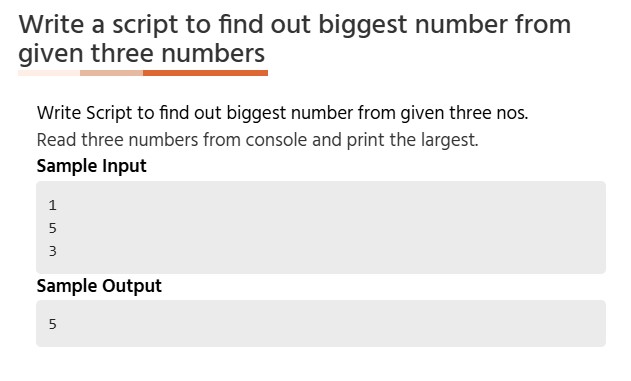 Write a script to find out biggest number from
given three numbers
Write Script to find out biggest number from given three nos.
Read three numbers from console and print the largest.
Sample Input
1
5
3
Sample Output
5